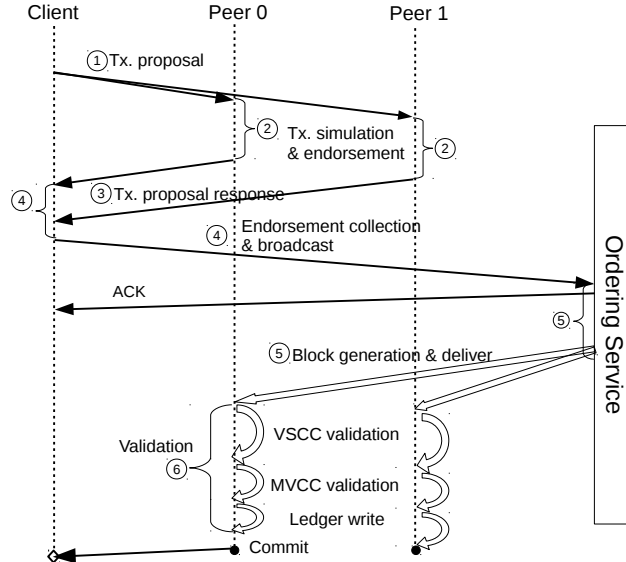 Client
Peer 0
Peer 1
1 Tx. proposal
2
Tx. simulation
& endorsement
2
3 Tx. proposal response
4
4 Endorsement collection
& broadcast
Ordering Service
ACK
5
5 Block generation & deliver
VSCC validation
Validation
6
MVCC validation
Ledger write
Commit